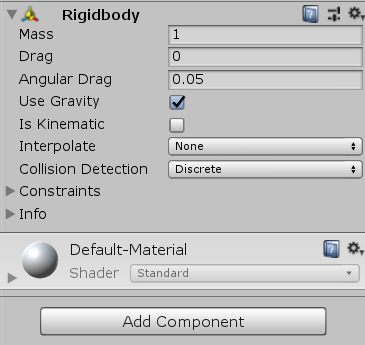 Rigidbody
Mass 1
Drag 0
Angular Drag 0.05
Use Gravity
Is Kinematic
Interpolate None
Collision Detection Discrete
Constraints
Info
Default-Material
Shader Standard
Add Component